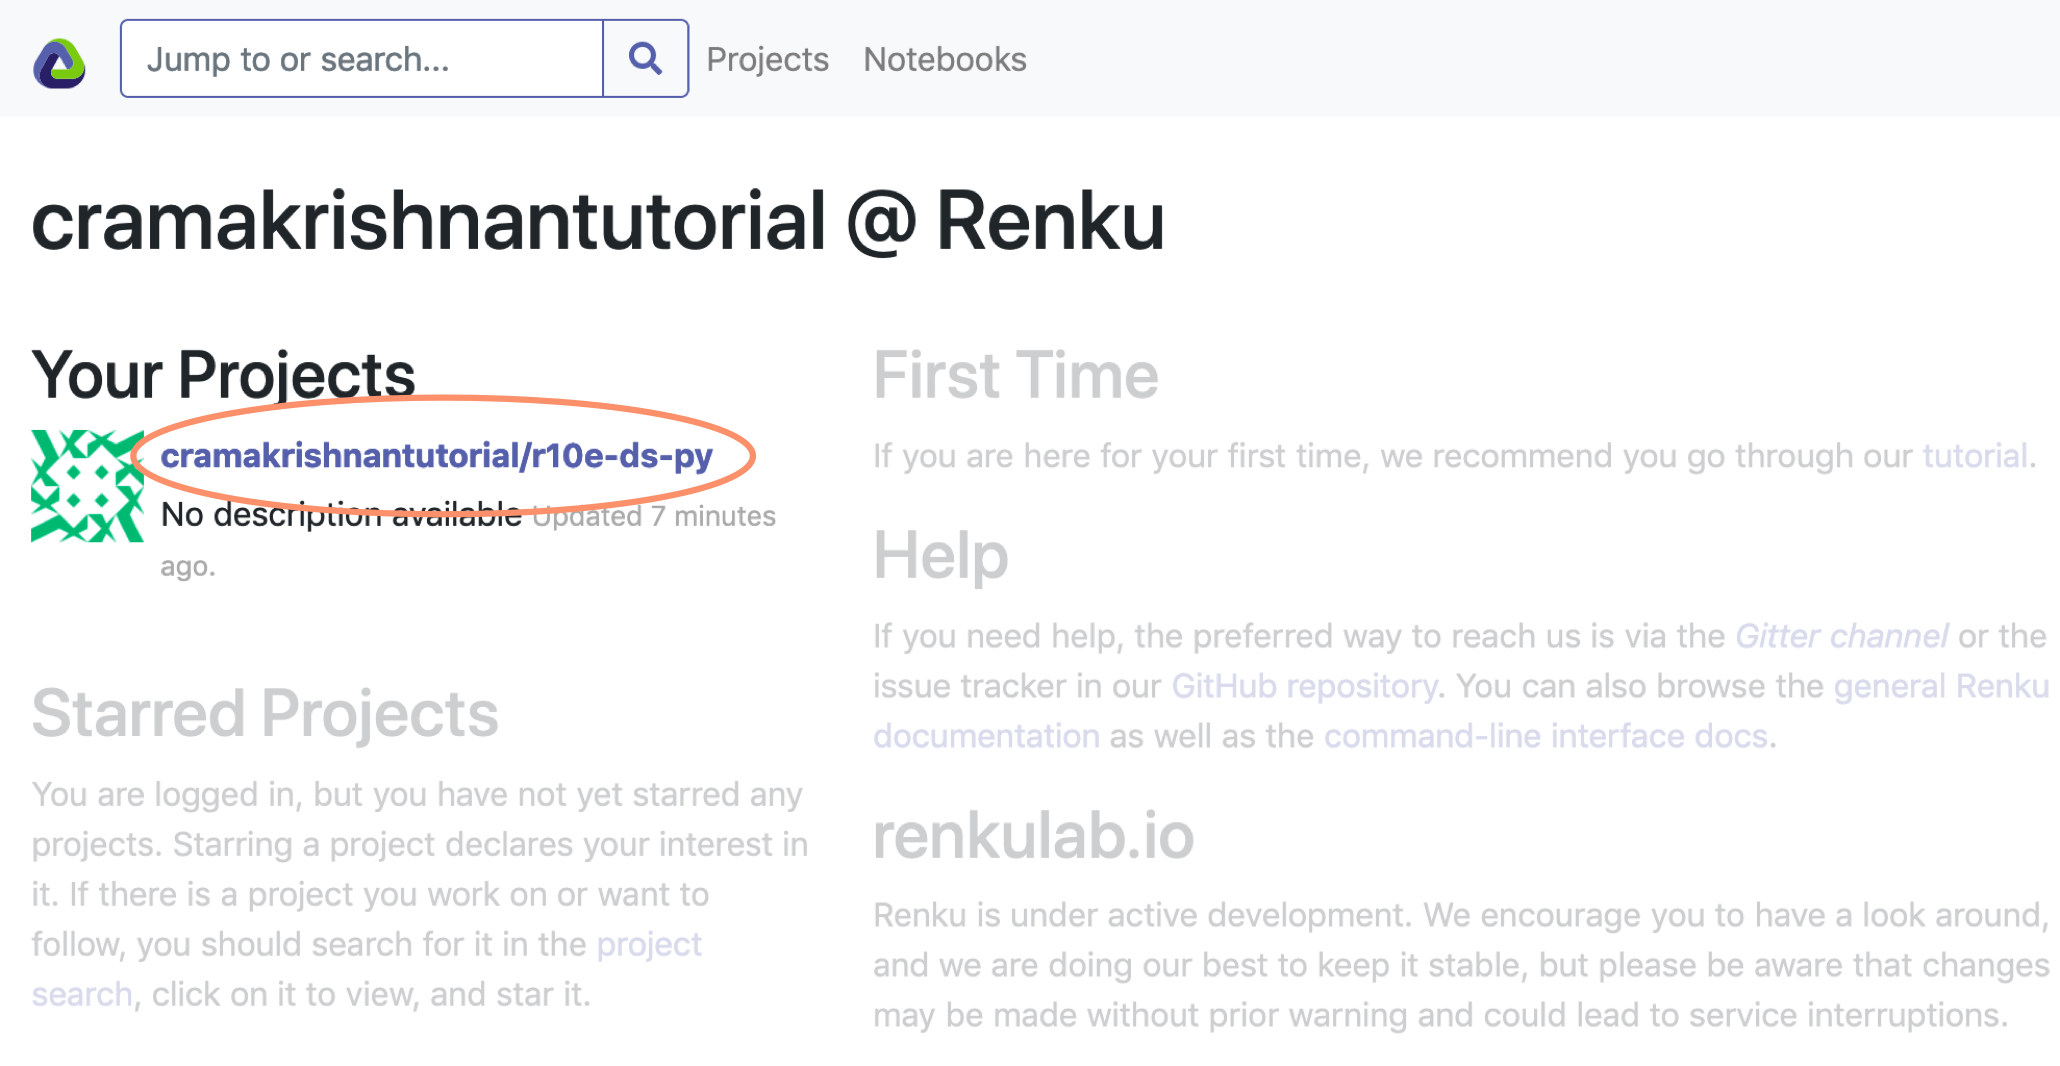 Jump to or search... Projects Notebooks
cramakrishnantutorial @ Renku
Your Projects
cramakrishnantutorial/r10e-ds-py
No description available Updated 7 minutes
ago.
Starred Projects
You are logged in, but you have not yet starred any
projects. Starring a project declares your interest in
it. If there is a project you work on or want to
follow, you should search for it in the project
search, click on it to view, and star it.
First Time
If you are here for your first time, we recommend you go through our tutorial.
Help
If you need help, the preferred way to reach us is via the Gitter channel or the
issue tracker in our GitHub repository. You can also browse the general Renku
documentation as well as the command-line interface docs.
renkulab.io
Renku is under active development. We encourage you to have a look around,
and we are doing our best to keep it stable, but please be aware that changes
may be made without prior warning and could lead to service interruptions.